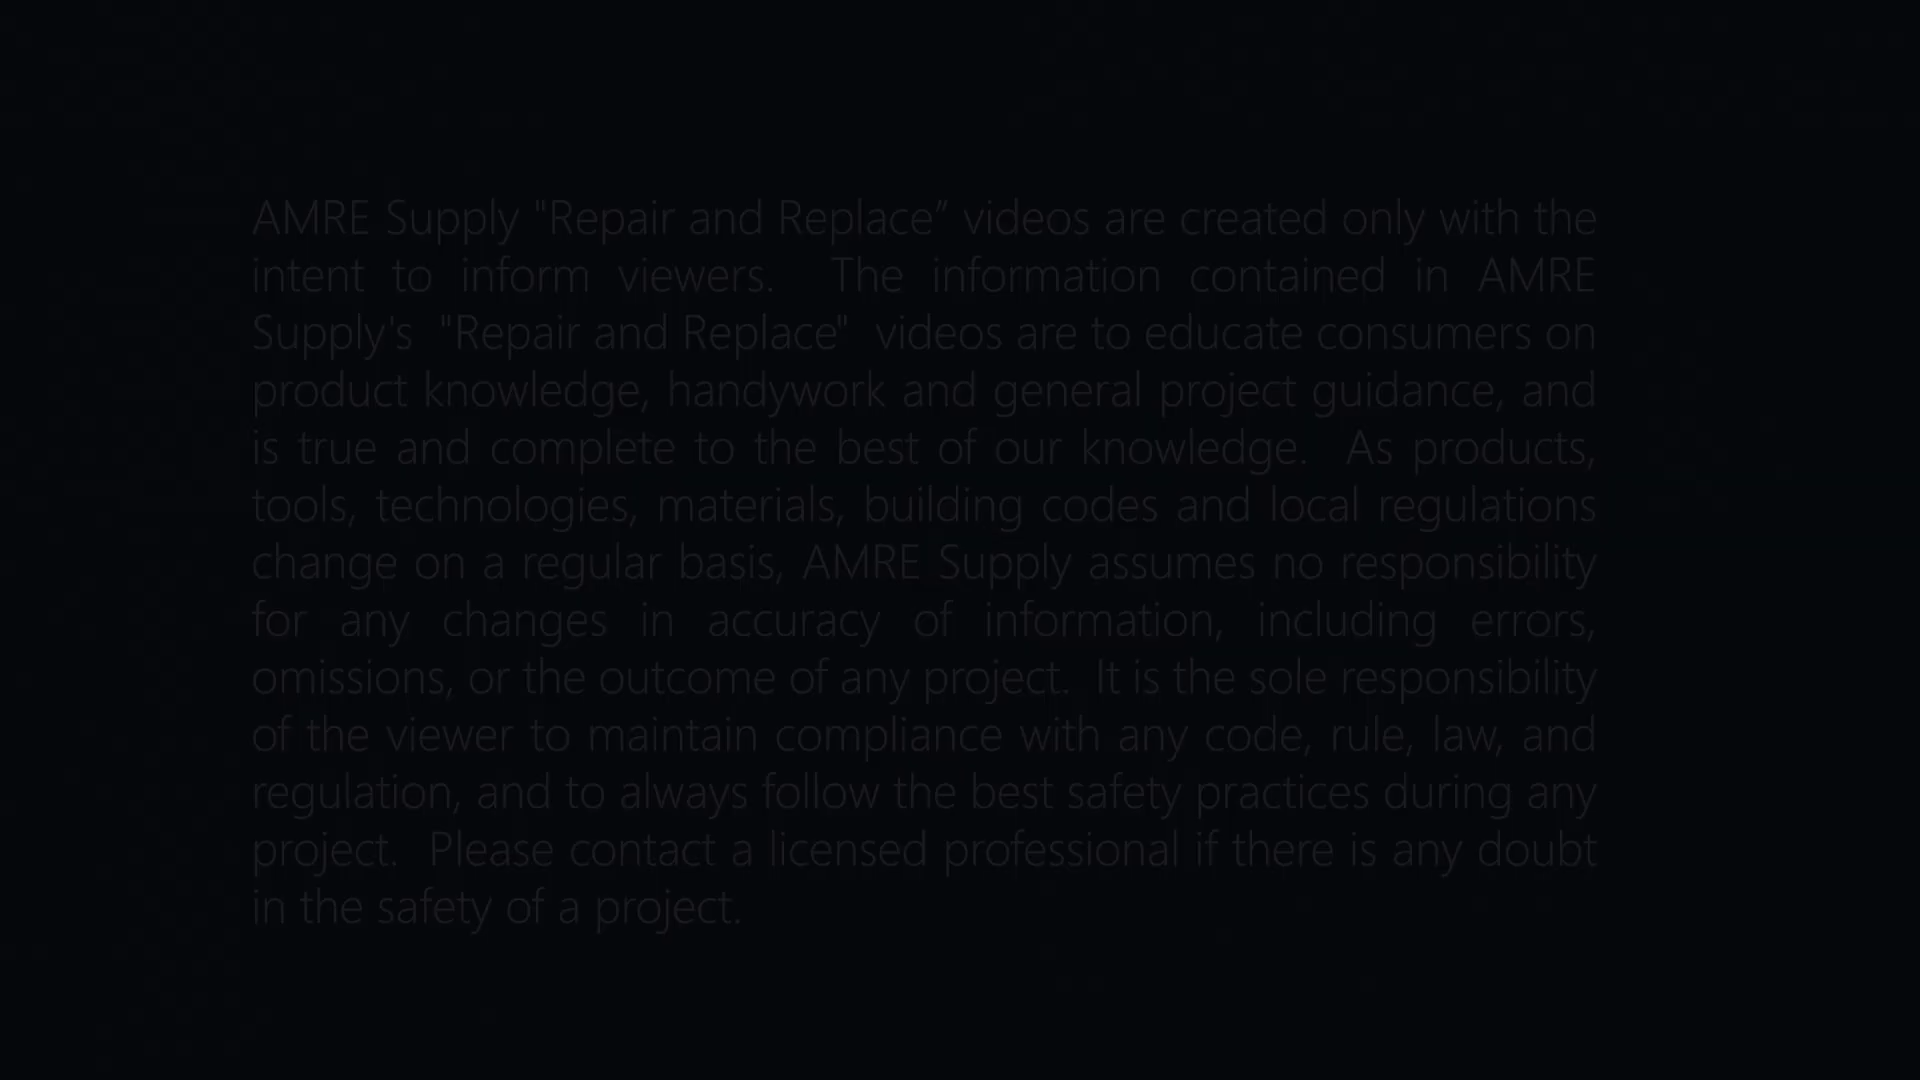 AMRE Supply "Repair and Replace” videos are created only with the
intent to inform viewers. The information contained in AMRE
Supply's "Repair and Replace" videos are to educate consumers on
product knowledge, handywork and general project guidance, and
is true and complete to the best of our knowledge. As products,
tools, technologies, materials, building codes and local regulations
change on a regular basis, AMRE Supply assumes no responsibility
for any changes in accuracy of information, including errors,
omissions, or the outcome of any project. It is the sole responsibility
of the viewer to maintain compliance with any code, rule, law, and
regulation, and to always follow the best safety practices during any
project. Please contact a licensed professional if there is any doubt
in the safety of a project.